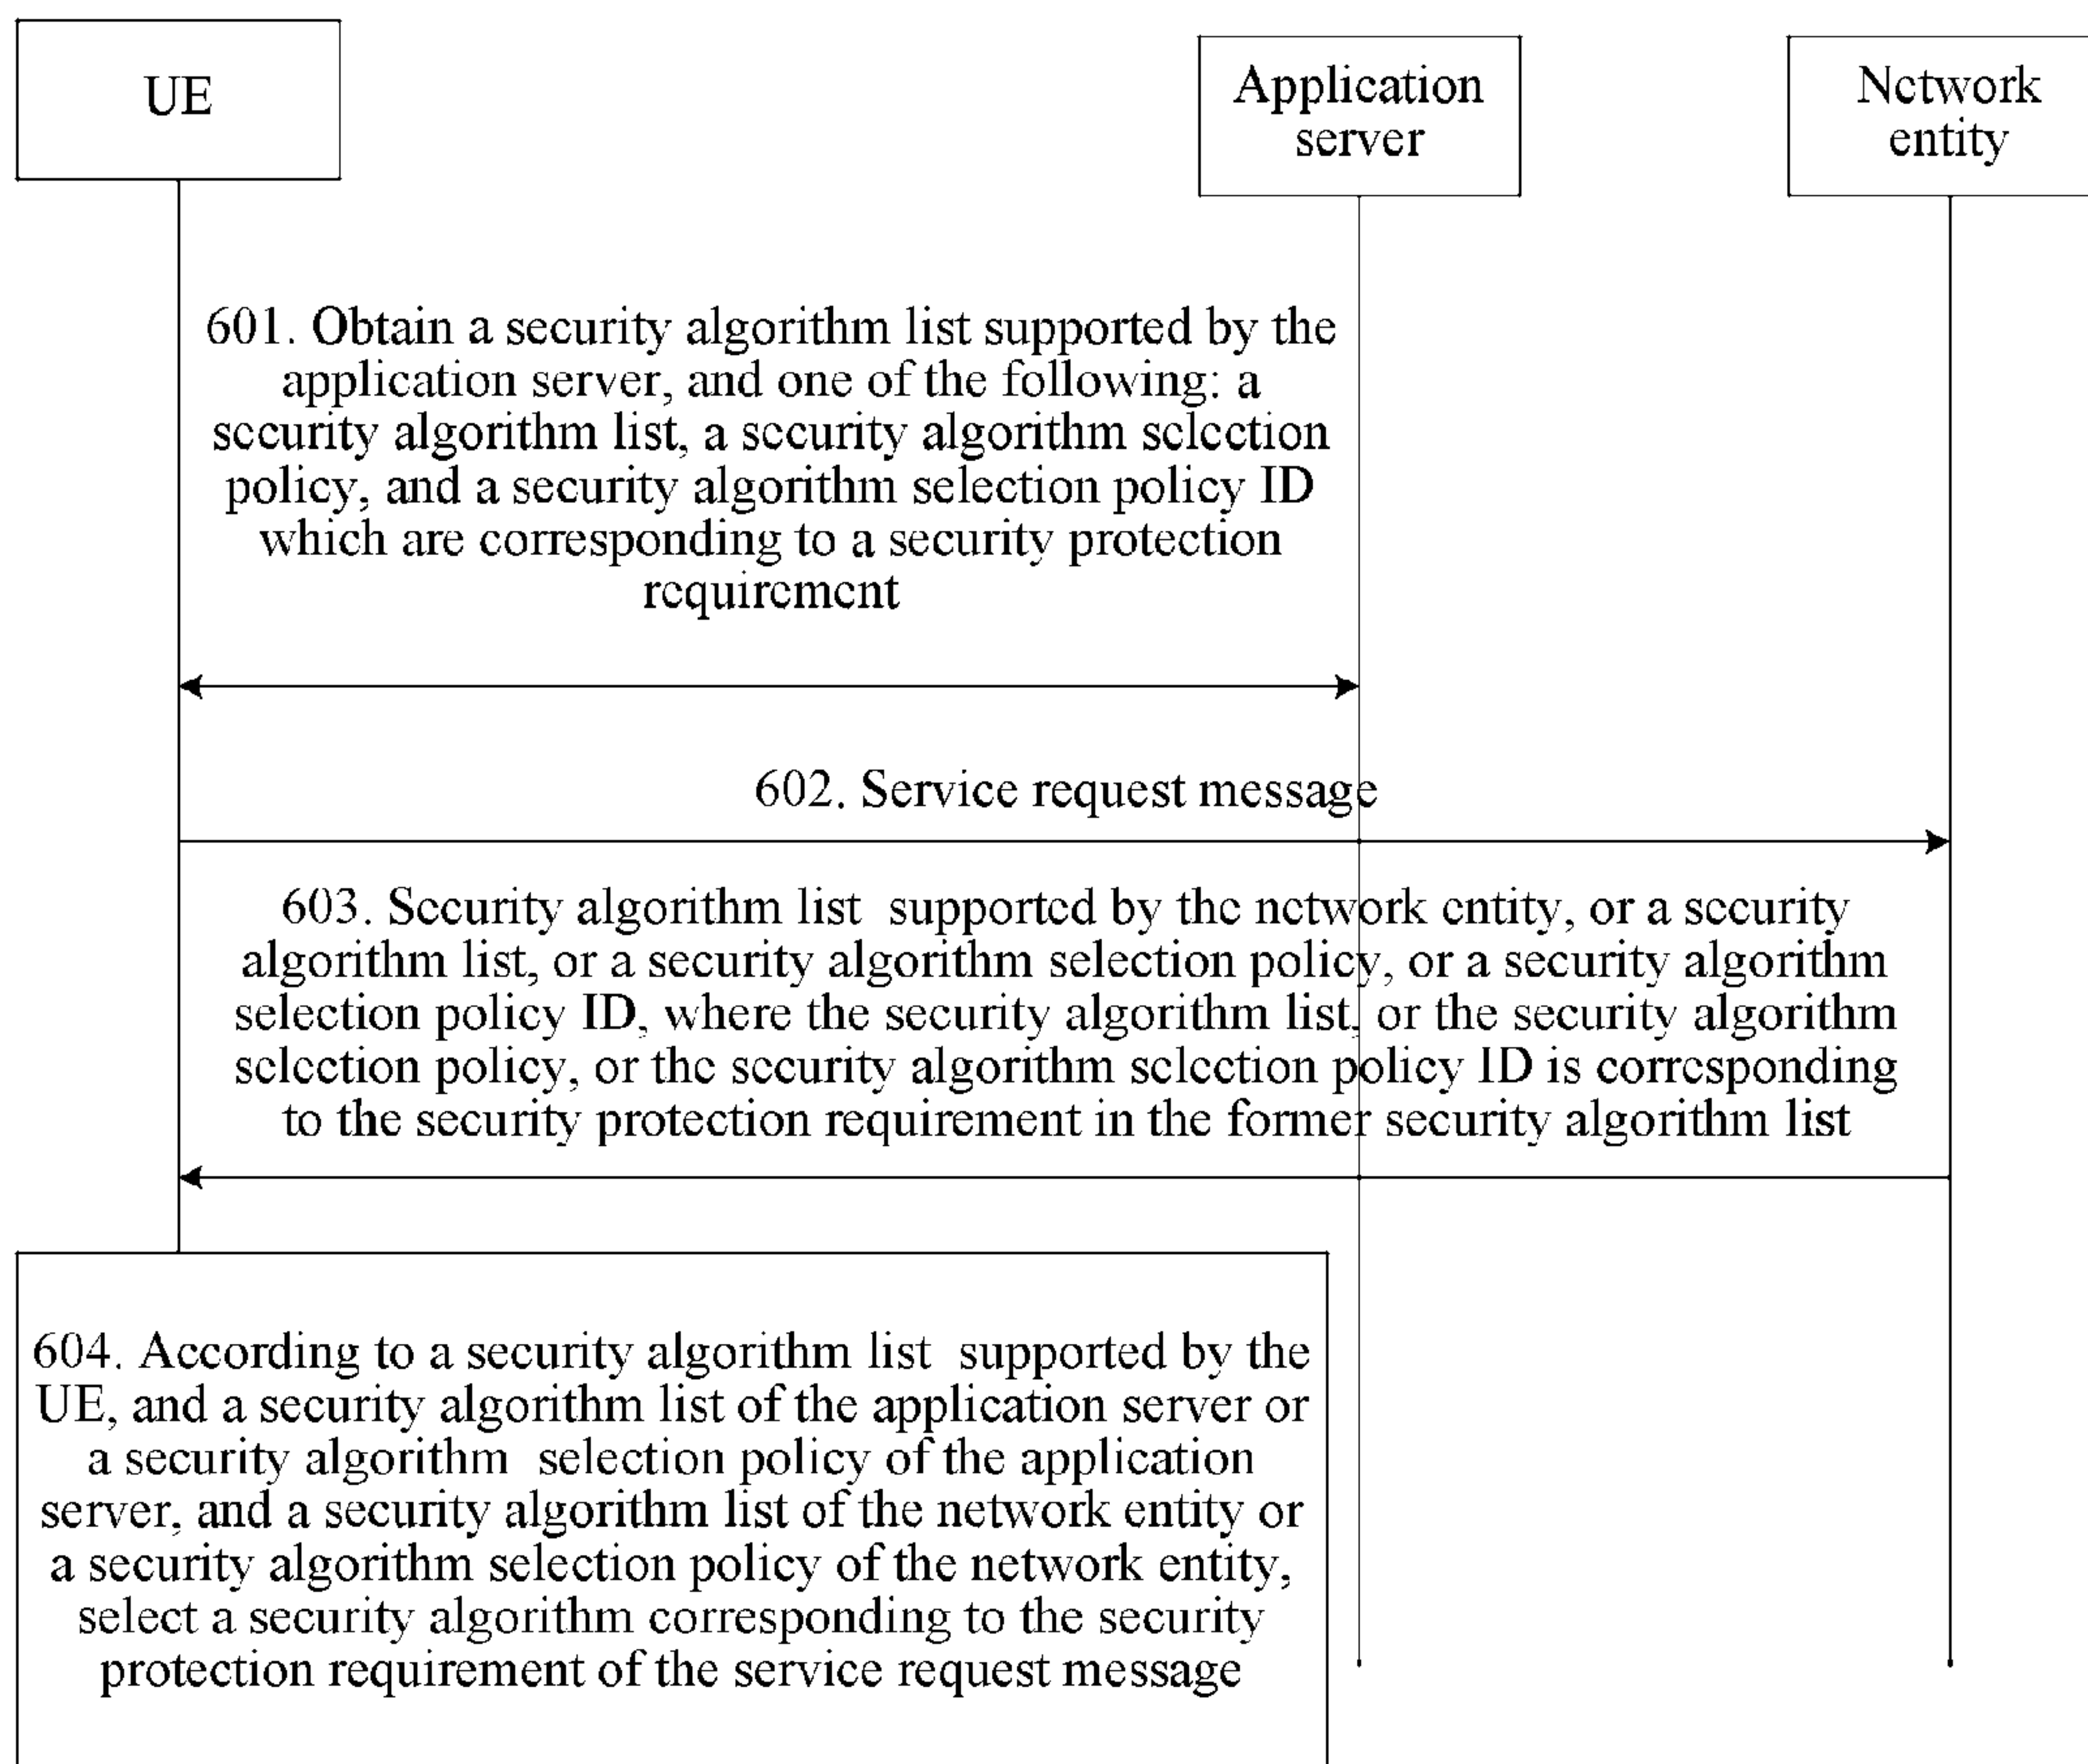 UE
Application
server
Network
entity
601. Obtain a security algorithm list supported by the
application server, and one of the following: a
security algorithm list, a security algorithm selection
policy, and a security algorithm selection policy ID
which are corresponding to a security protection
requirement
602. Service request message
603. Security algorithm list supported by the network entity, or a security
algorithm list, or a security algorithm selection policy, or a security algorithm
selection policy ID, where the security algorithm list, or the security algorithm
selection policy, or the security algorithm selection policy ID is corresponding
to the security protection requirement in the former security algorithm list
604. According to a security algorithm list supported by the
UE, and a security algorithm list of the application server or
a security algorithm selection policy of the application
server, and a security algorithm list of the network entity or
a security algorithm selection policy of the network entity,
select a security algorithm corresponding to the security
protection requirement of the service request message